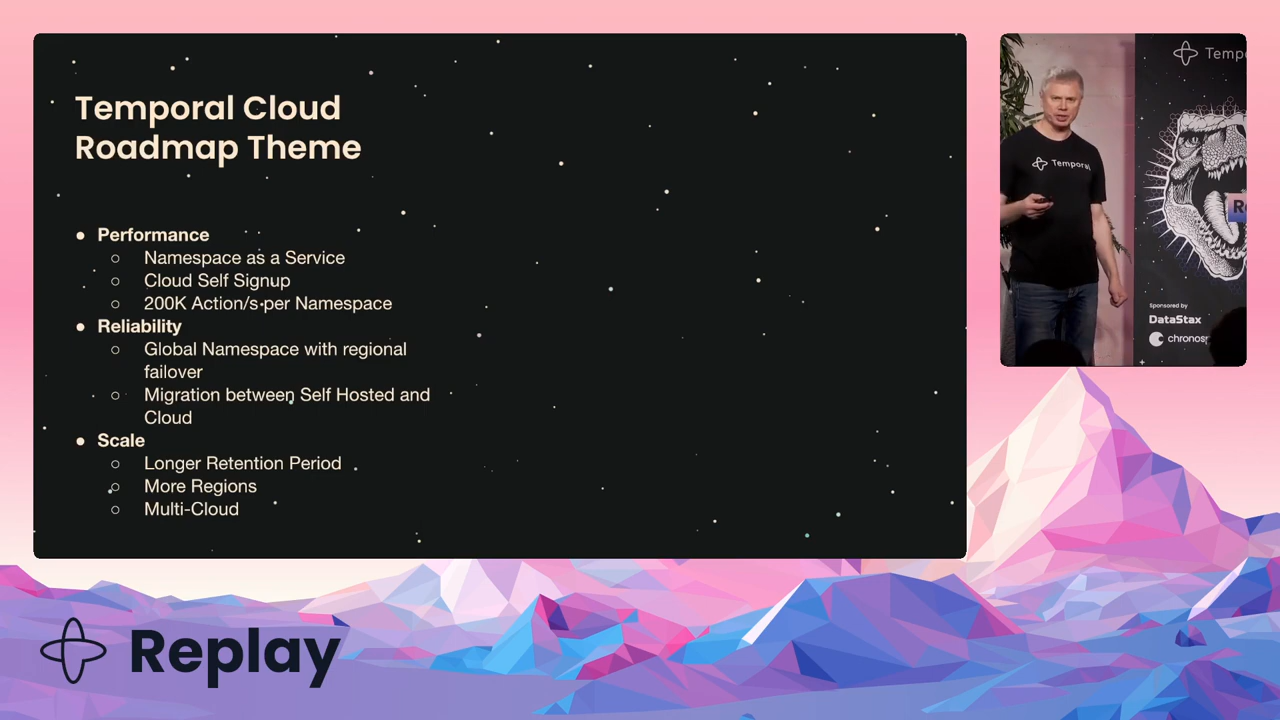 Temporal Cloud
Roadmap Theme
● Performance
○ Namespace as a Service
○ Cloud Self Signup
○ 200K Action/s per Namespace
● Reliability
○ Global Namespace with regional
failover
○ Migration between Self Hosted and
Cloud
● Scale
○ Longer Retention Period
○ More Regions
○ Multi-Cloud
Temp
Temporal
R
Sponsored by
DataStax
chronos
Replay